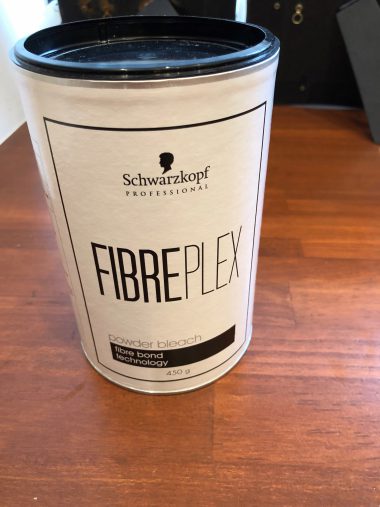 Schwarzkopf
PROFESSIONAL
FIBREPLEX
powder bleach
fibre bond
technology
450 g